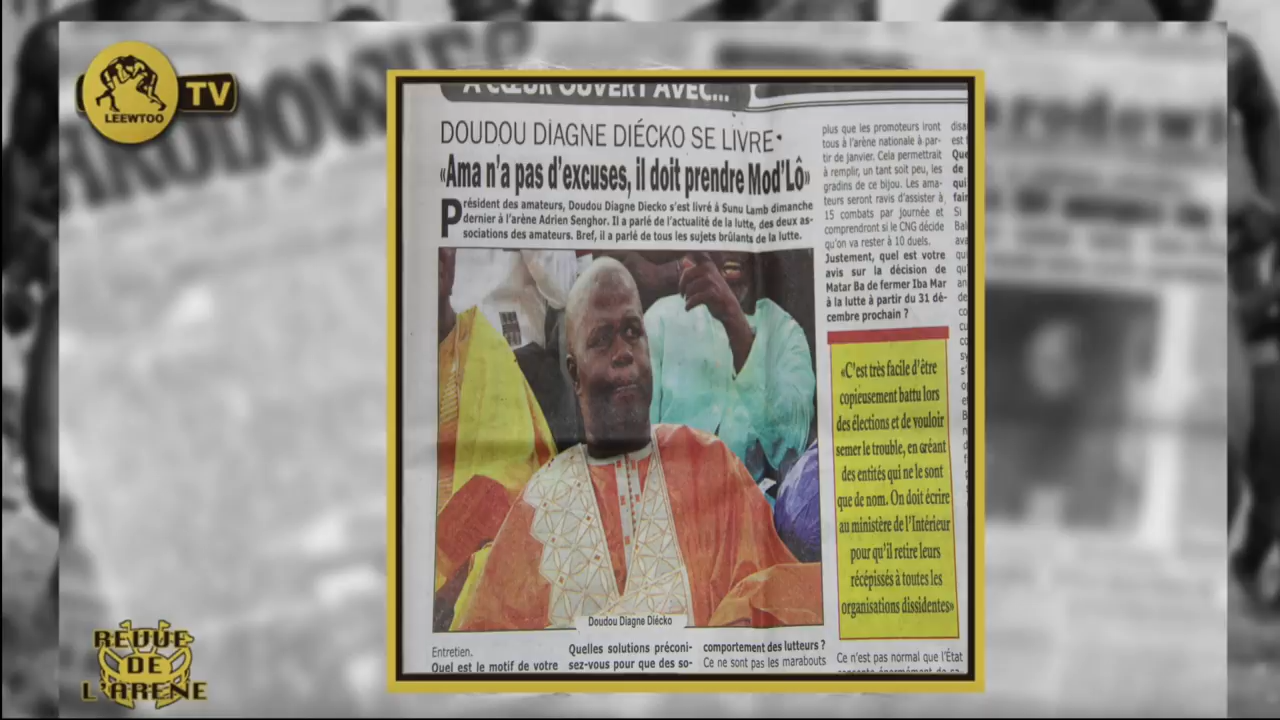 LEEWTOO
TV
A CŒUR OUVERT AVEC...
DOUDOU DIAGNE DIÉCKO SE LIVRE
«Ama n'a pas d'excuses, il doit prendre Mod'Lô»
Président des amateurs, Doudou Diagne Diecko s'est livré à Sunu Lamb dimanche
dernier à l'arène Adrien Senghor. Il a parlé de l'actualité de la lutte, des deux as-
sociations des amateurs. Bref, il a parlé de tous les sujets brûlants de la lutte.
Doudou Diagne Diécko
Entretien.
Quel est le motif de votre
Quelles solutions préconi-
sez-vous pour que des so-
comportement des lutteurs ?
Ce ne sont pas les marabouts
plus que les promoteurs iront
tous à l'arène nationale à par-
tir de janvier. Cela permettrait
à remplir, un tant soit peu, les
gradins de ce bijou. Les ama-
teurs seront ravis d'assister à
15 combats par journée et
comprendront si le CNG décide
qu'on va rester à 10 duels.
Justement, quel est votre
avis sur la décision de
Matar Ba de fermer Iba Mar
à la lutte à partir du 31 dé-
cembre prochain ?
«C'est très facile d'être
copieusement battu lors
des élections et de vouloir
semer le trouble, en créant
des entités qui ne le sont
que de nom. On doit écrire
au ministère de l'Intérieur
pour qu'il retire leurs
récépissés à toutes les
organisations dissidentes»
Ce n'est pas normal que l'État
REVUE
DE
L'ARENE